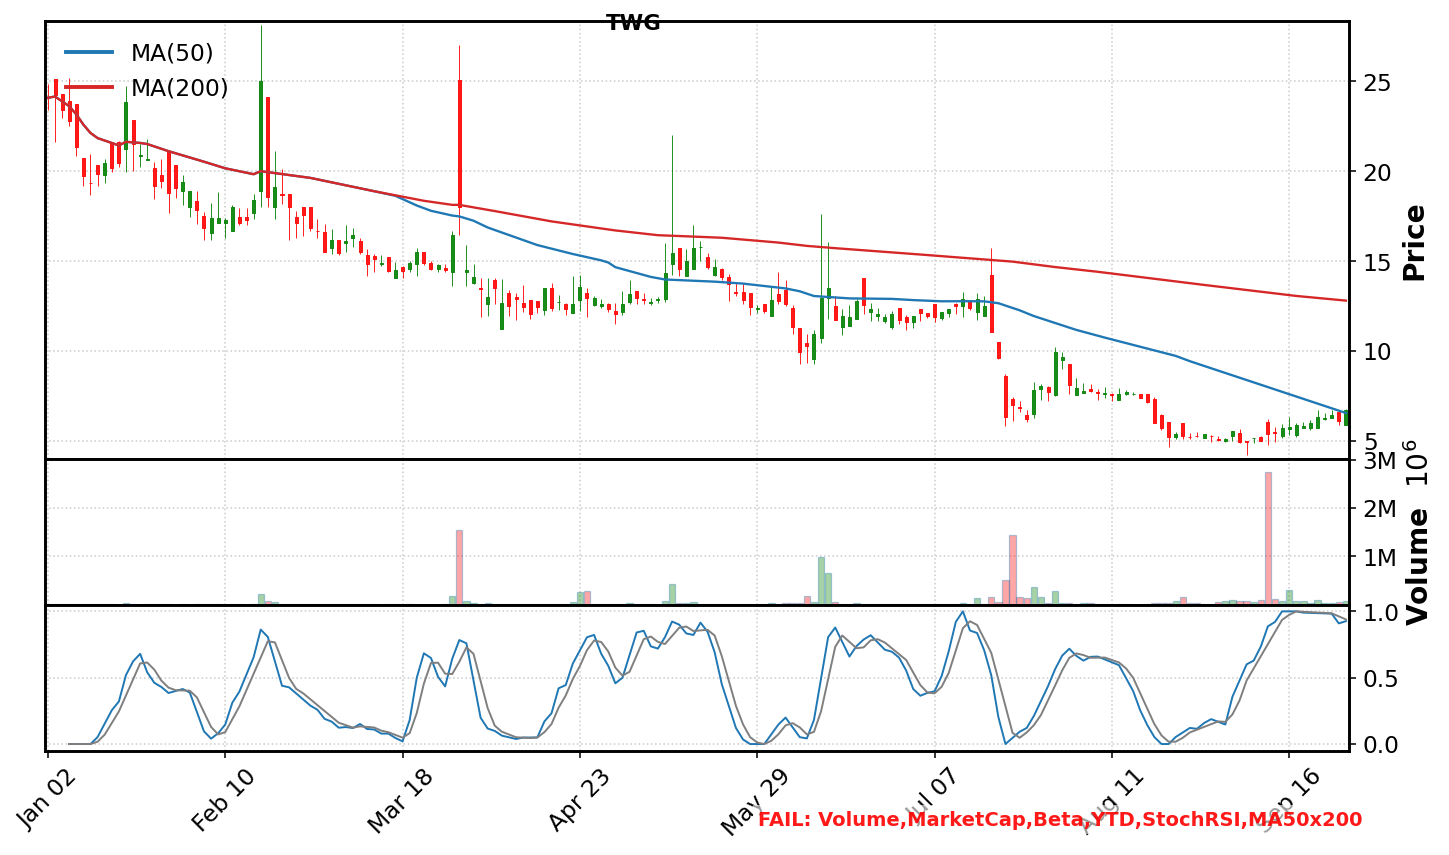 TWG
MA(50)
MA(200)
25
20
15
10
5
Price
3M
2M
1M
Volume 10⁶
1.0
0.5
0.0
Jan 02
Feb 10
Mar 18
Apr 23
May 29
Jul 07
Aug 11
Sep 16
FAIL: Volume,MarketCap,Beta,YTD,StochRSI,MA50x200